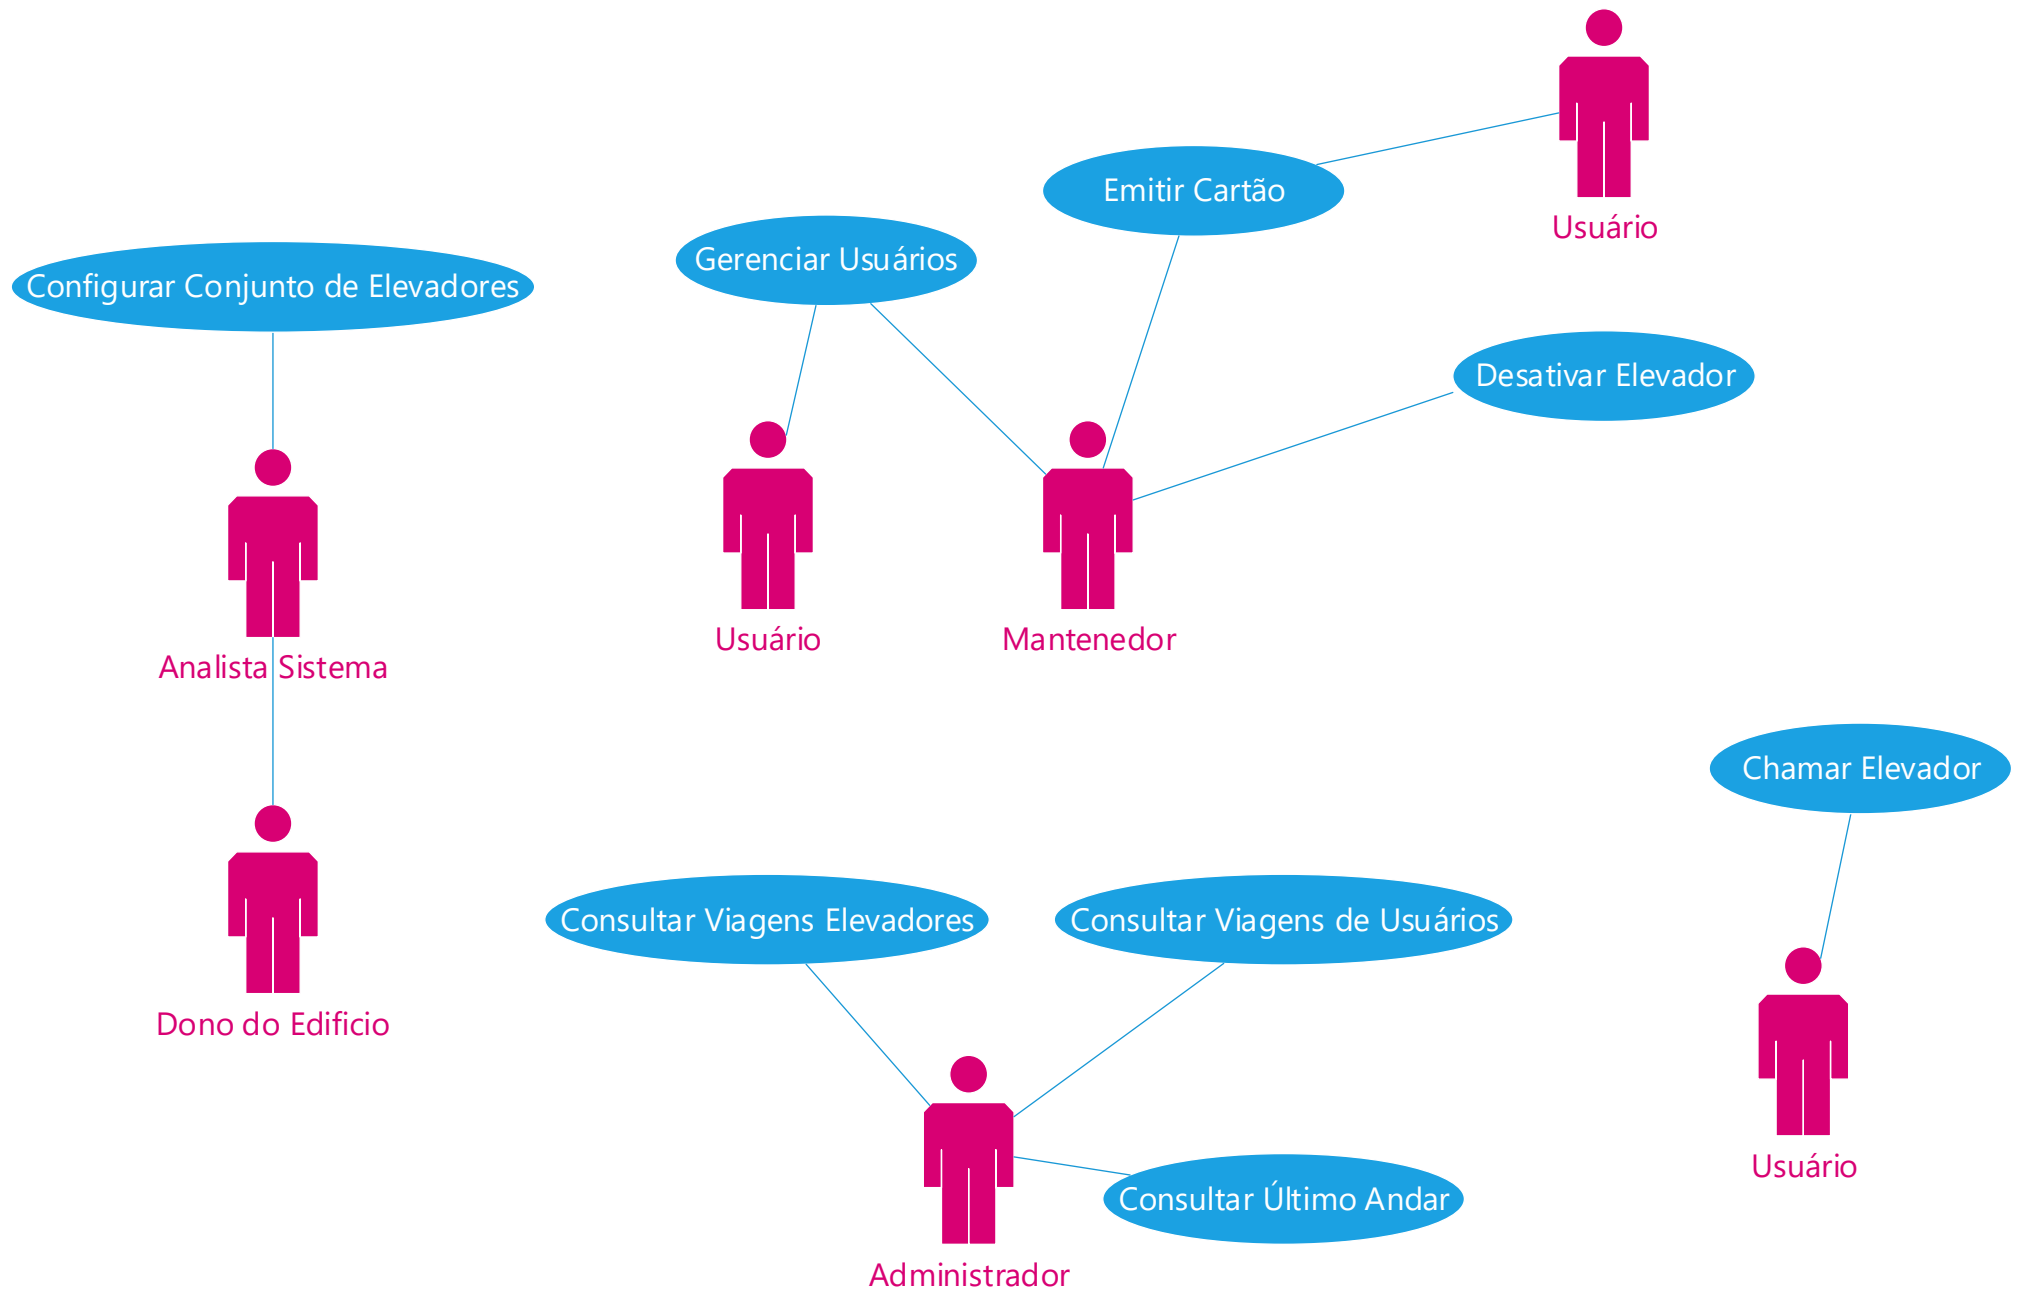 Emitir Cartão
Usuário
Gerenciar Usuários
Configurar Conjunto de Elevadores
Desativar Elevador
Usuário
Mantenedor
Analista Sistema
Chamar Elevador
Consultar Viagens Elevadores
Consultar Viagens de Usuários
Dono do Edificio
Usuário
Consultar Último Andar
Administrador